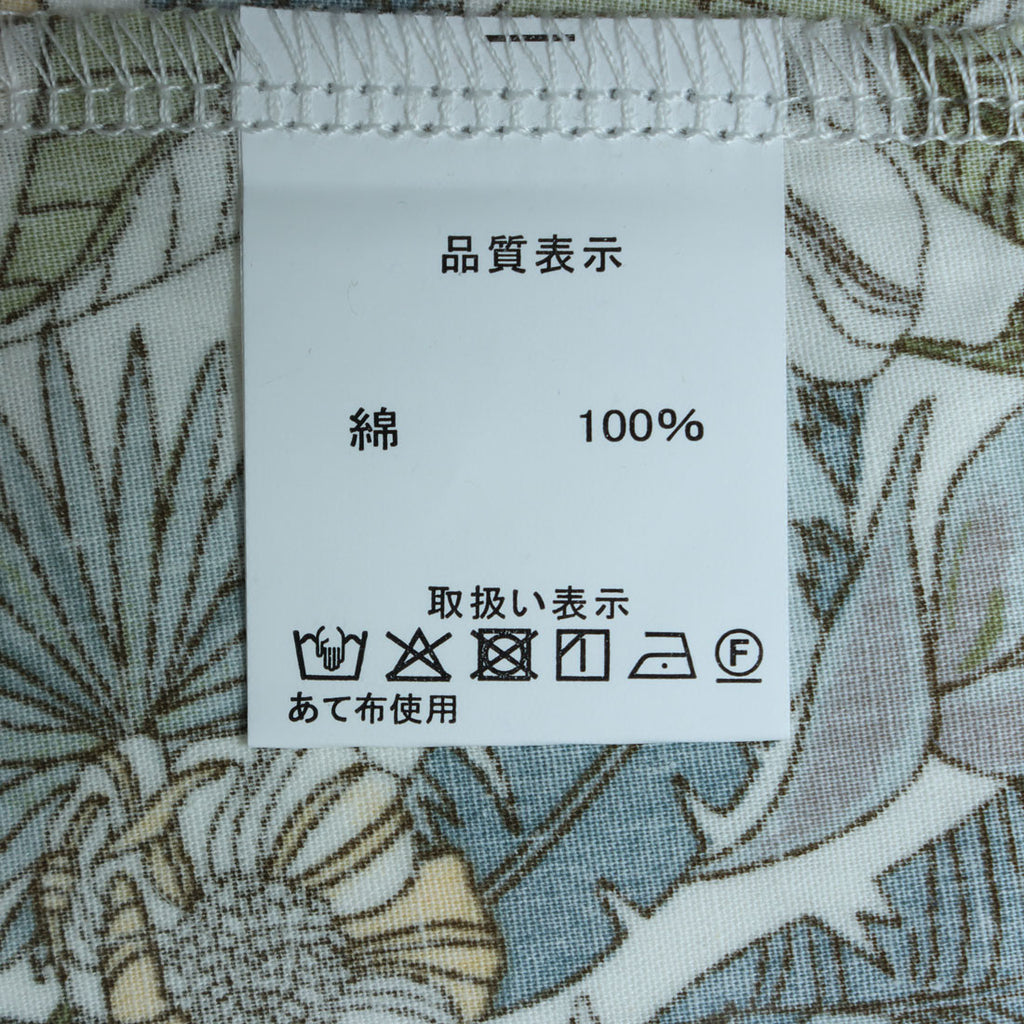 品質表示
綿 100%
取扱い表示
F
あて布使用